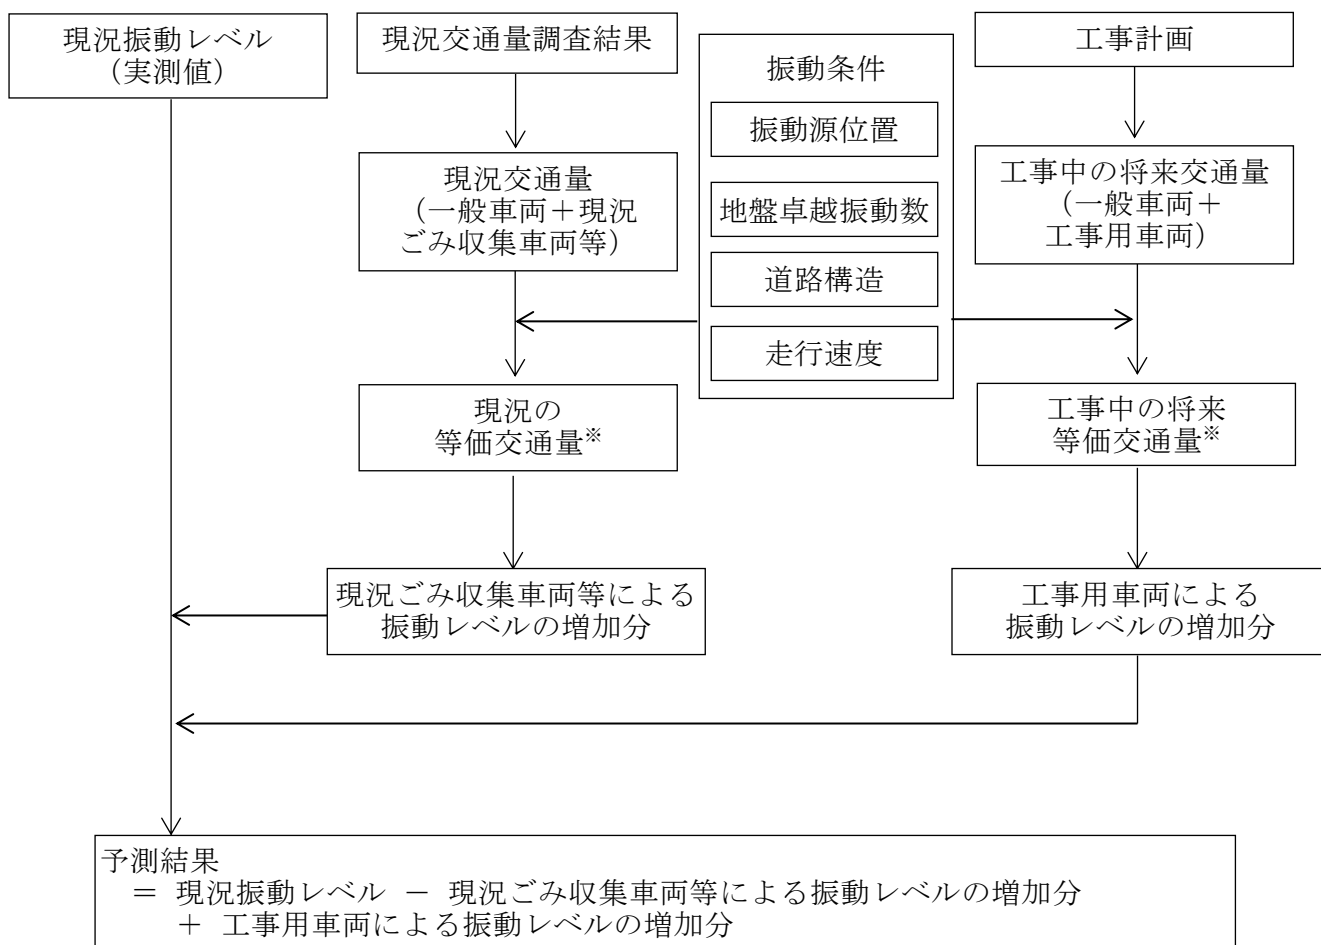 現況振動レベル
（実測値）
現況交通量調査結果
工事計画
振動条件
振動源位置
地盤卓越振動数
道路構造
走行速度
現況交通量
（一般車両＋現況
ごみ収集車両等）
工事中の将来交通量
（一般車両＋
工事用車両）
現況の
等価交通量※
工事中の将来
等価交通量※
現況ごみ収集車両等による
振動レベルの増加分
工事用車両による
振動レベルの増加分
予測結果
＝ 現況振動レベル － 現況ごみ収集車両等による振動レベルの増加分
＋ 工事用車両による振動レベルの増加分